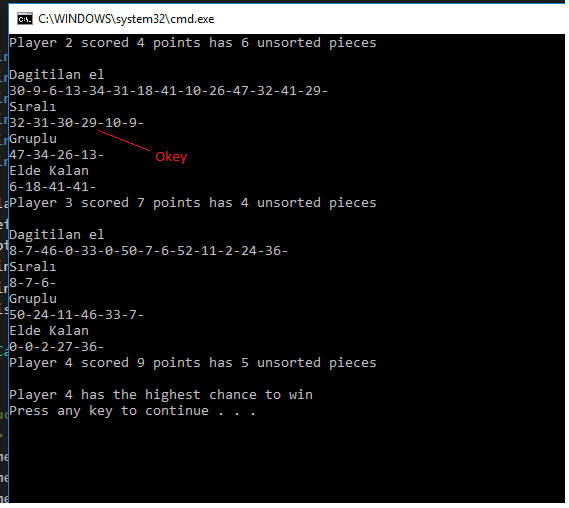 C:\WINDOWS\system32\cmd.exe
Player 2 scored 4 points has 6 unsorted pieces
Dagitilan el
30-9-6-13-34-31-18-41-10-26-47-32-41-29-
Sıralı
32-31-30-29-10-9-
Gruplu
47-34-26-13-
Okey
Elde Kalan
6-18-41-41-
Player 3 scored 7 points has 4 unsorted pieces
Dagitilan el
8-7-46-0-33-0-50-7-6-52-11-2-24-36-
Sıralı
8-7-6-
Gruplu
50-24-11-46-33-7-
Elde Kalan
0-0-2-27-36-
Player 4 scored 9 points has 5 unsorted pieces
Player 4 has the highest chance to win
Press any key to continue . . .